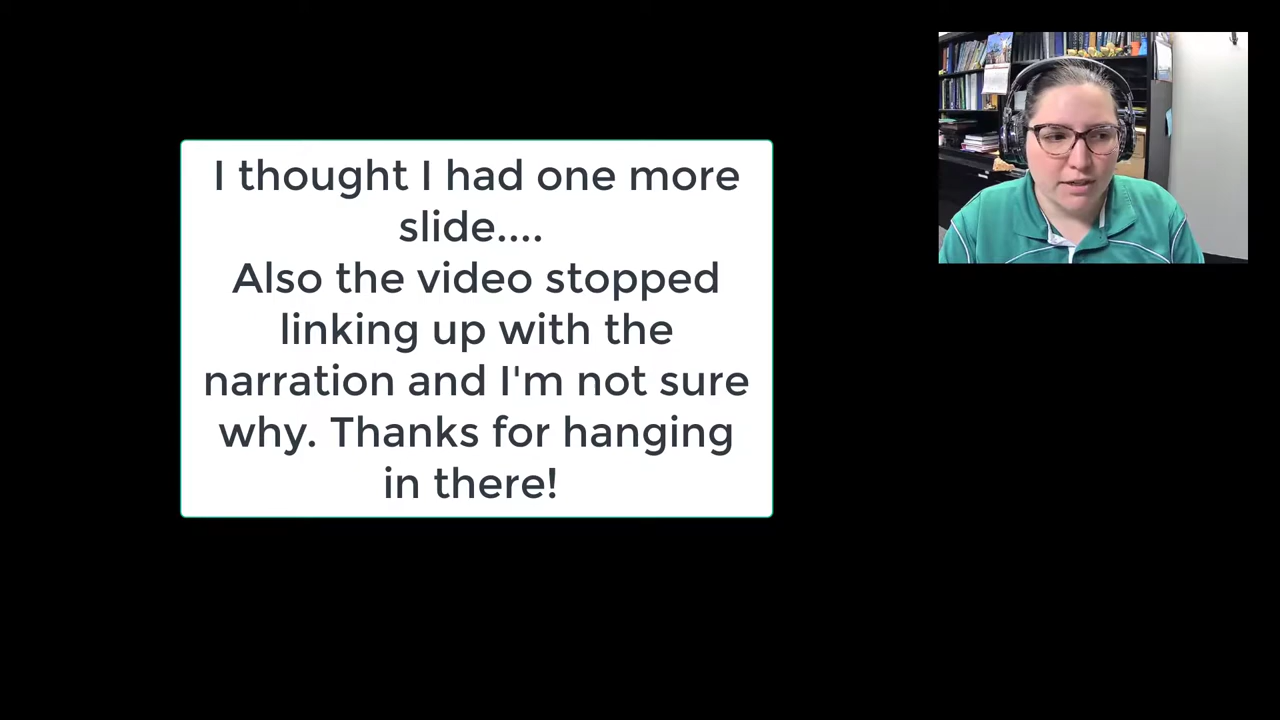 I thought I had one more
slide....
Also the video stopped
linking up with the
narration and I'm not sure
why. Thanks for hanging
in there!